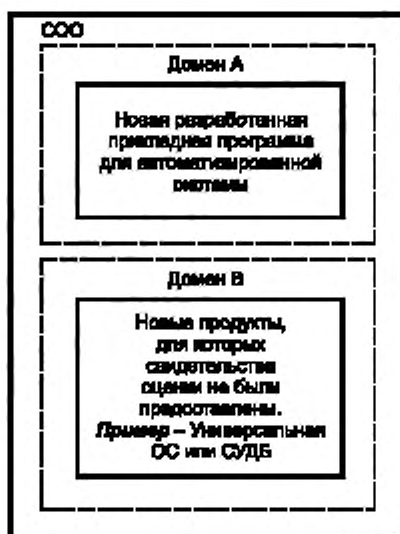 СОО
Домен А
Новая разработанная
прикладная программа
для автоматизированной
системы
Домен В
Новые продукты,
для которых
свидетельства
оценки не были
предоставлены.
Пример – Универсальная
ОС или СУДБ